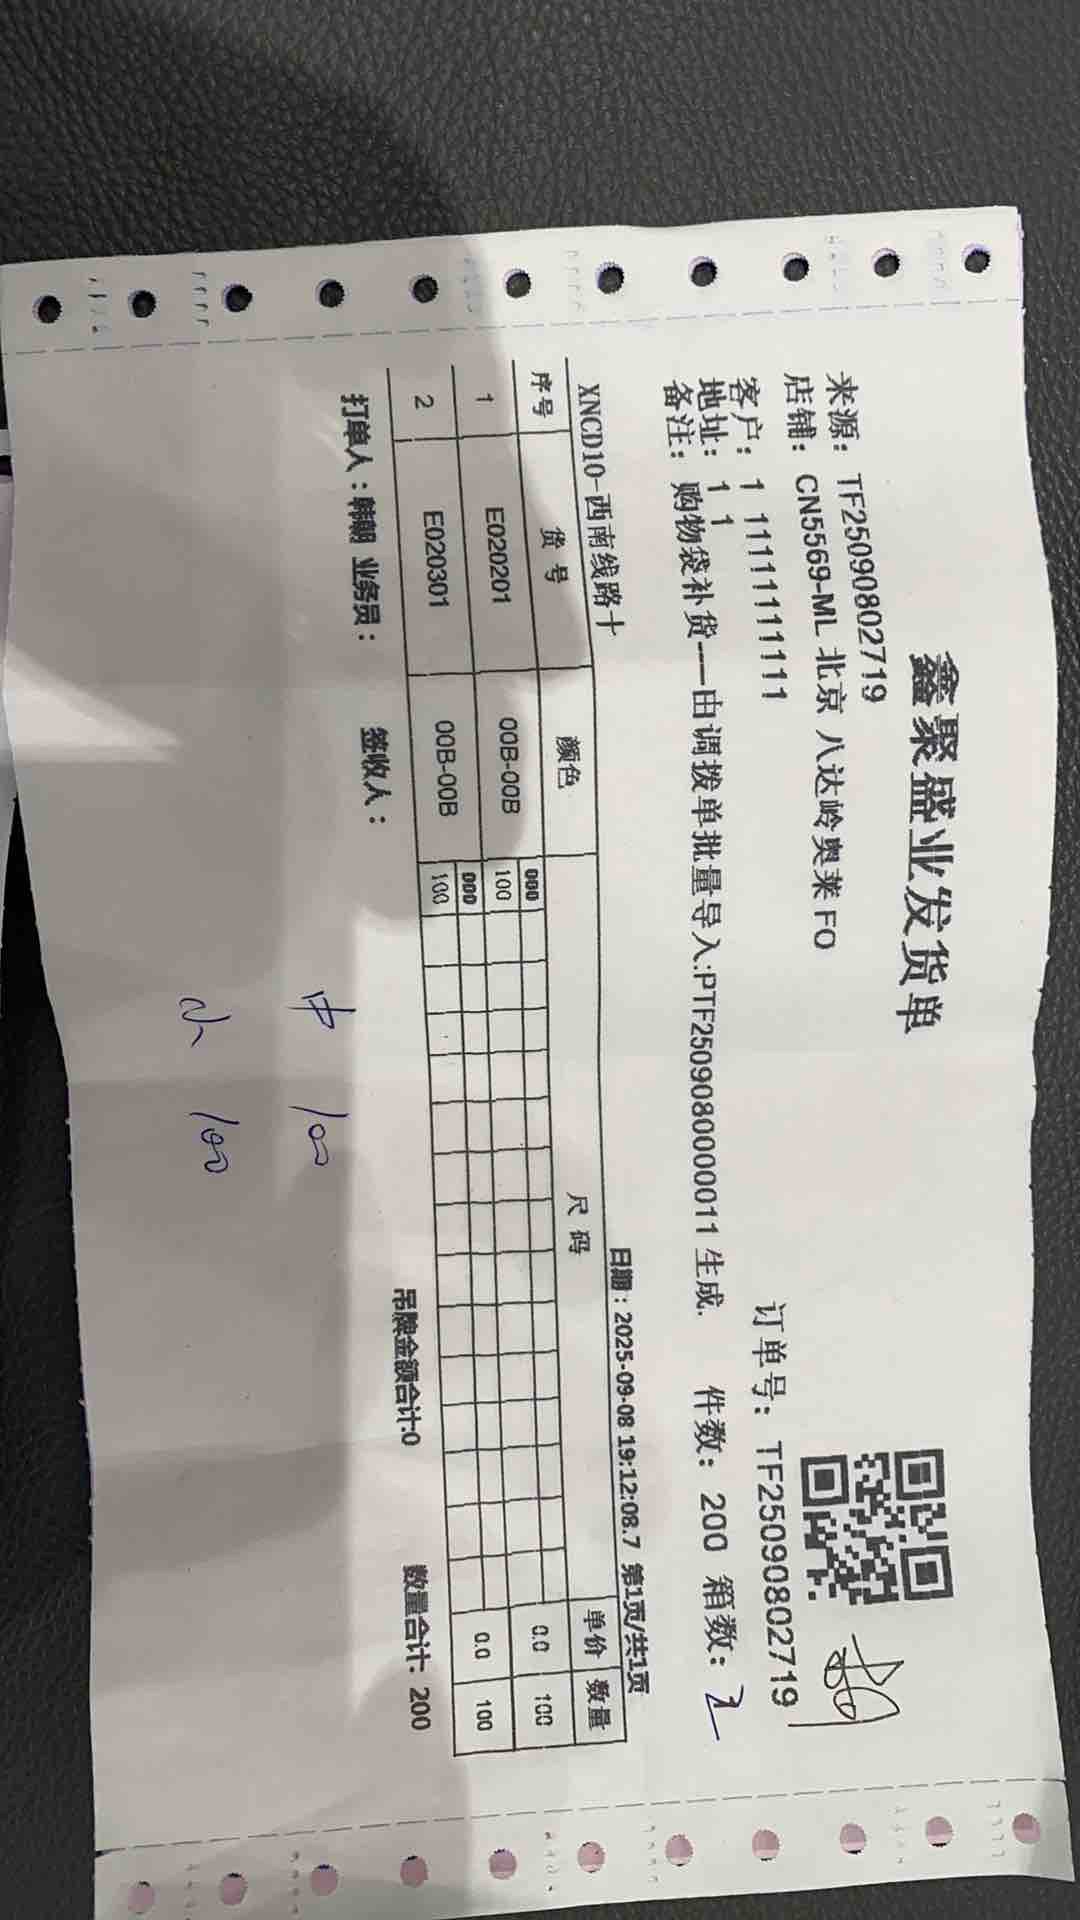 鑫聚盛业发货单
来源: TF25090802719
店铺: CN5569-ML 北京 八达岭奥莱 FO
订单号: TF25090802719
客户: 1 11111111111
地址: 1 1
备注: 购物袋补货---由调拨单批量导入:PTF250908000011 生成. 件数: 200 箱数:
XNCD10-西南线路十 日期:2025-09-08 19:12:08.7 第1页/共1页
序号 货号 颜色 尺码 单价 数量
000
1 E020201 00B-00B 100 0.0 100
000
2 E020301 00B-00B 100 0.0 100
打单人:韩朝 业务员: 签收人: 吊牌金额合计:0 数量合计: 200
中 100
小 100